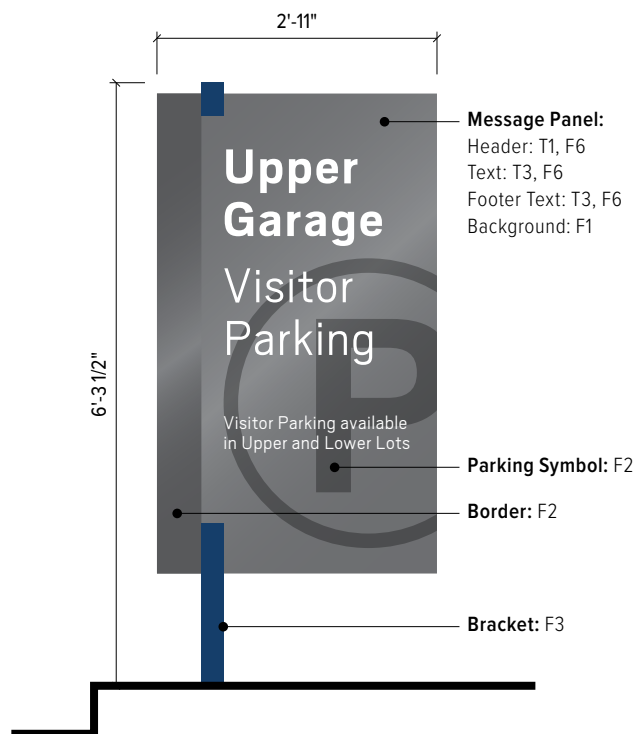 2'-11"
6'-3 1/2"
Upper
Garage
Visitor
Parking
Visitor Parking available
in Upper and Lower Lots
P
Message Panel:
Header: T1, F6
Text: T3, F6
Footer Text: T3, F6
Background: F1
Parking Symbol: F2
Border: F2
Bracket: F3